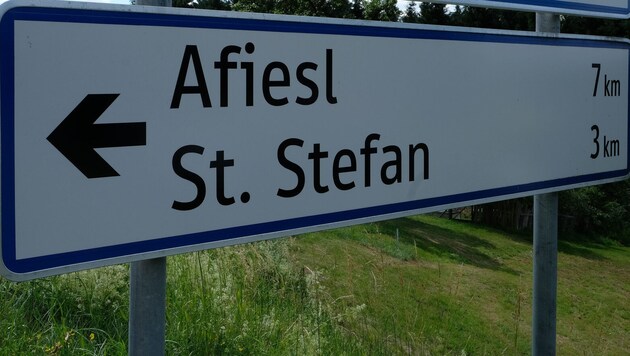 Afiesl 7 km
St. Stefan 3 km